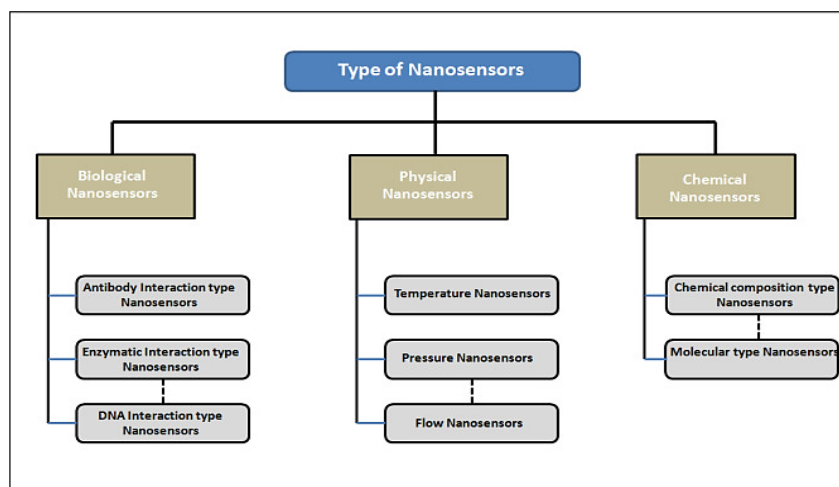 Type of Nanosensors
Biological
Nanosensors
Physical
Nanosensors
Chemical
Nanosensors
Antibody Interaction type
Nanosensors
Enzymatic Interaction type
Nanosensors
DNA Interaction type
Nanosensors
Temperature Nanosensors
Pressure Nanosensors
Flow Nanosensors
Chemical composition type
Nanosensors
Molecular type Nanosensors